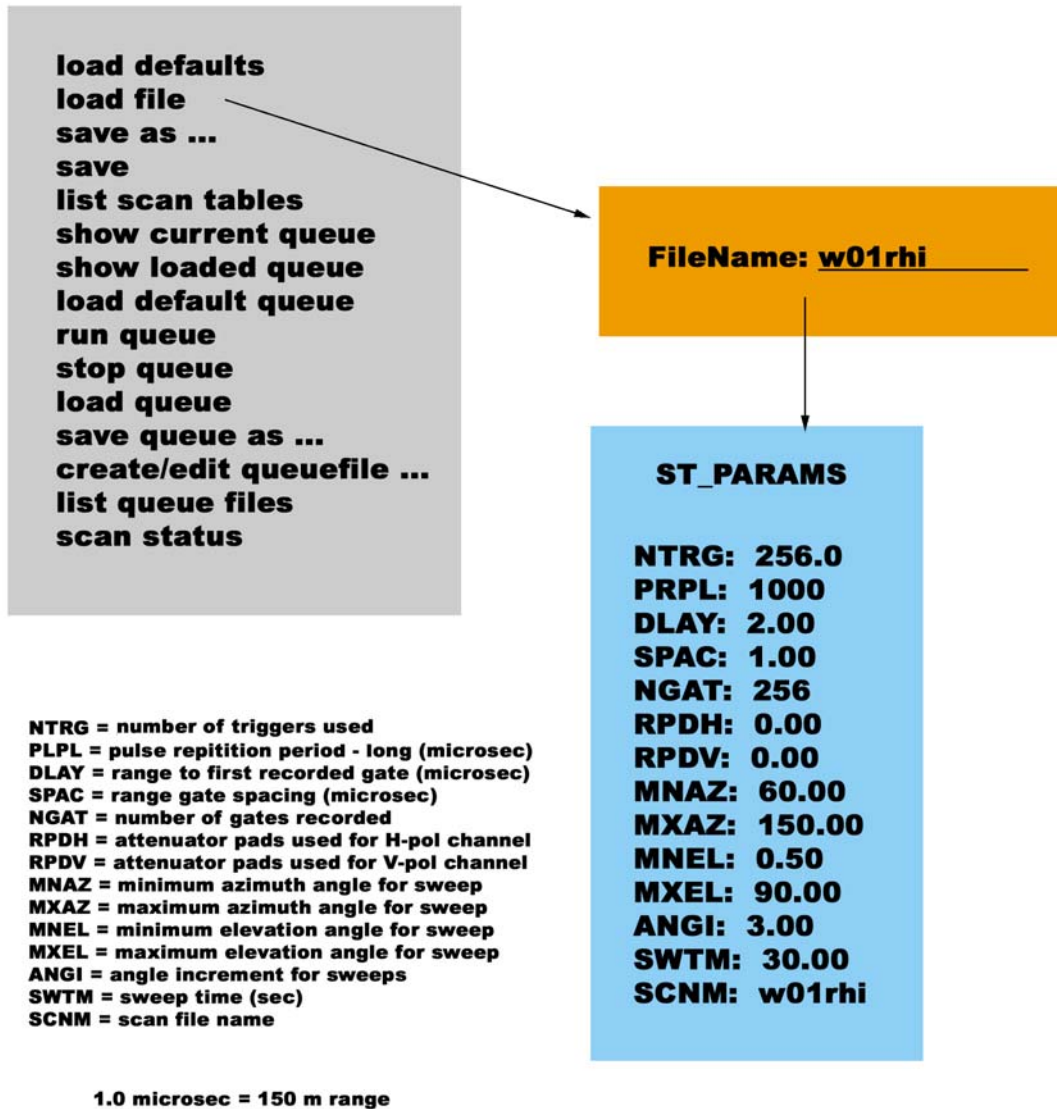 load defaults
load file
save as ...
save
list scan tables
show current queue
show loaded queue
load default queue
run queue
stop queue
load queue
save queue as ...
create/edit queuefile ...
list queue files
scan status
FileName: w01rhi
ST_PARAMS
NTRG: 256.0
PRPL: 1000
DLAY: 2.00
SPAC: 1.00
NGAT: 256
RPDH: 0.00
RPDV: 0.00
MNAZ: 60.00
MXAZ: 150.00
MNEL: 0.50
MXEL: 90.00
ANGI: 3.00
SWTM: 30.00
SCNM: w01rhi
NTRG = number of triggers used
PLPL = pulse repitition period - long (microsec)
DLAY = range to first recorded gate (microsec)
SPAC = range gate spacing (microsec)
NGAT = number of gates recorded
RPDH = attenuator pads used for H-pol channel
RPDV = attenuator pads used for V-pol channel
MNAZ = minimum azimuth angle for sweep
MXAZ = maximum azimuth angle for sweep
MNEL = minimum elevation angle for sweep
MXEL = maximum elevation angle for sweep
ANGI = angle increment for sweeps
SWTM = sweep time (sec)
SCNM = scan file name
1.0 microsec = 150 m range